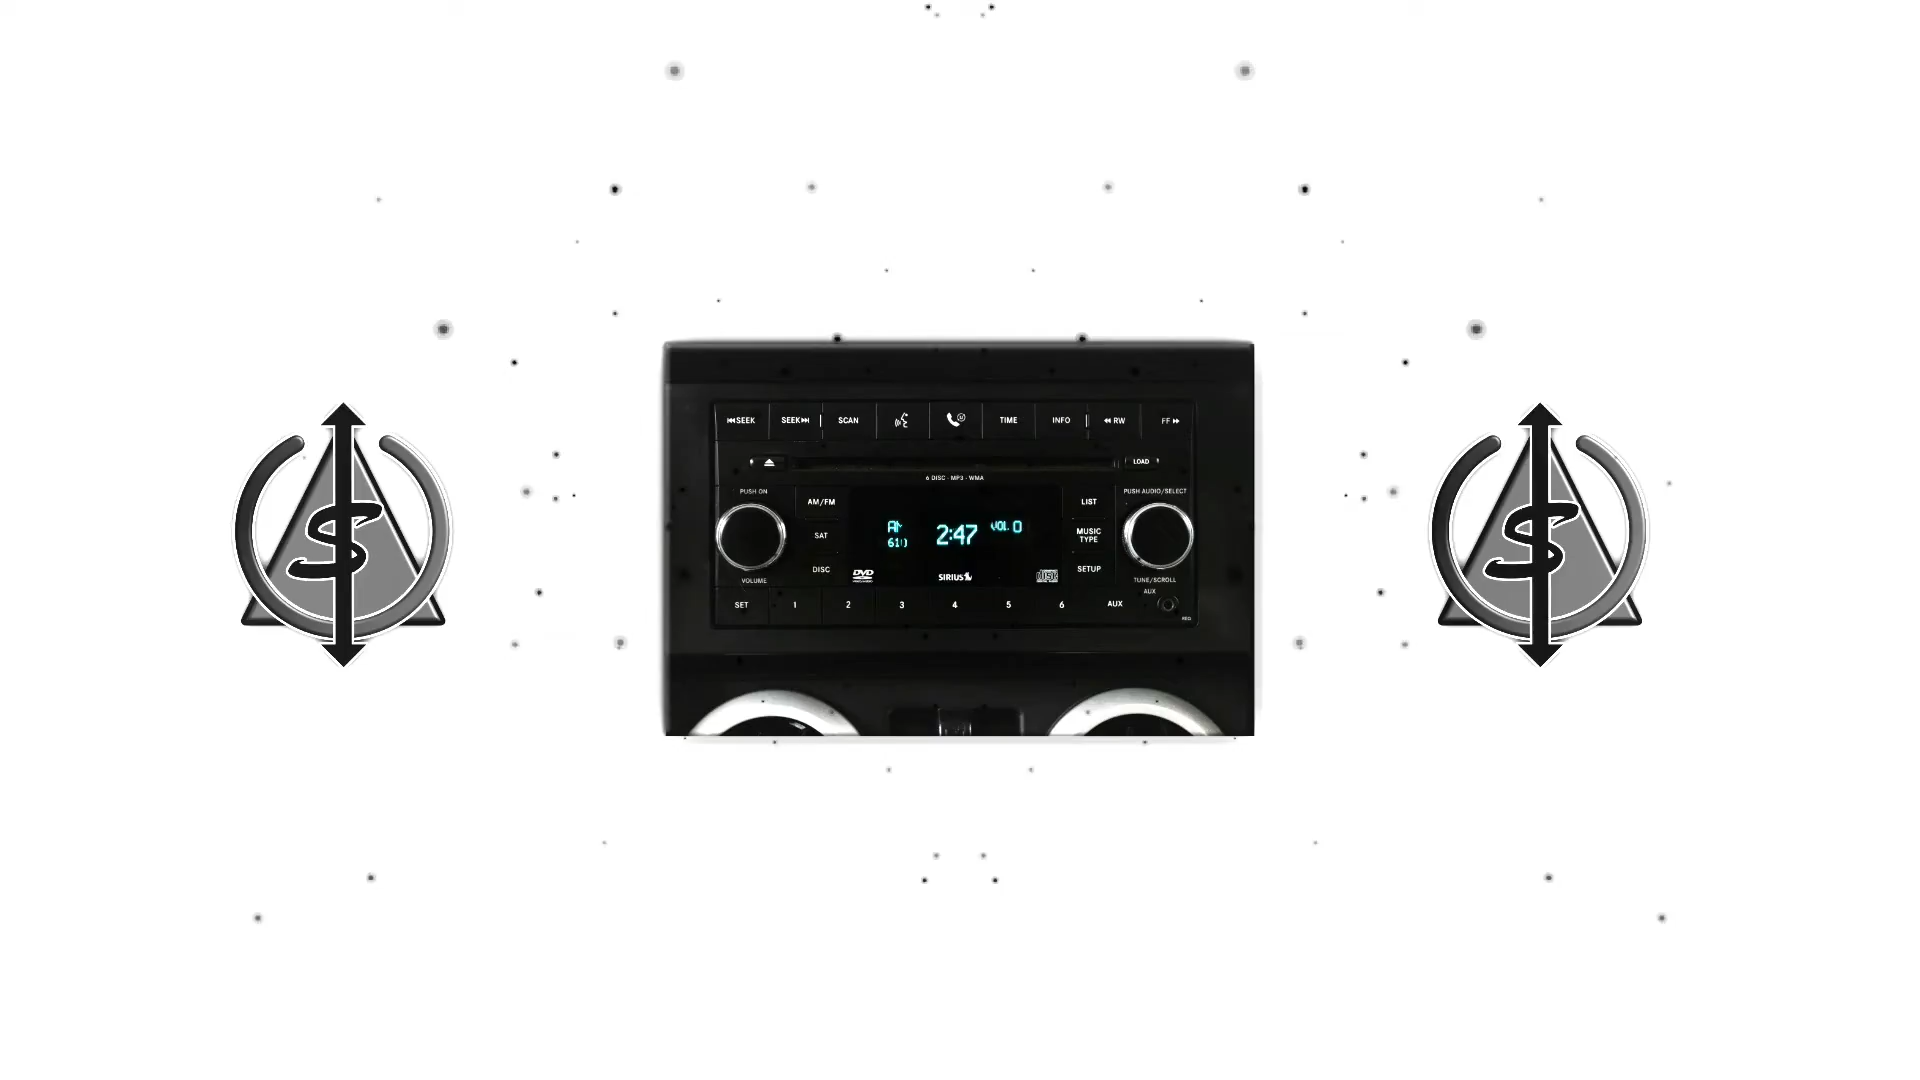 SEEK SEEK SCAN TIME INFO RW FF
LOAD
6 DISC · MP3 · WMA
PUSH ON
PUSH AUDIO/SELECT
AM/FM
LIST
AM 2:47 VOL 0
SAT
MUSIC
TYPE
DISC
SETUP
DVD
SIRIUS
disc
VOLUME
TUNE/SCROLL
AUX
SET 1 2 3 4 5 6 AUX
S
S